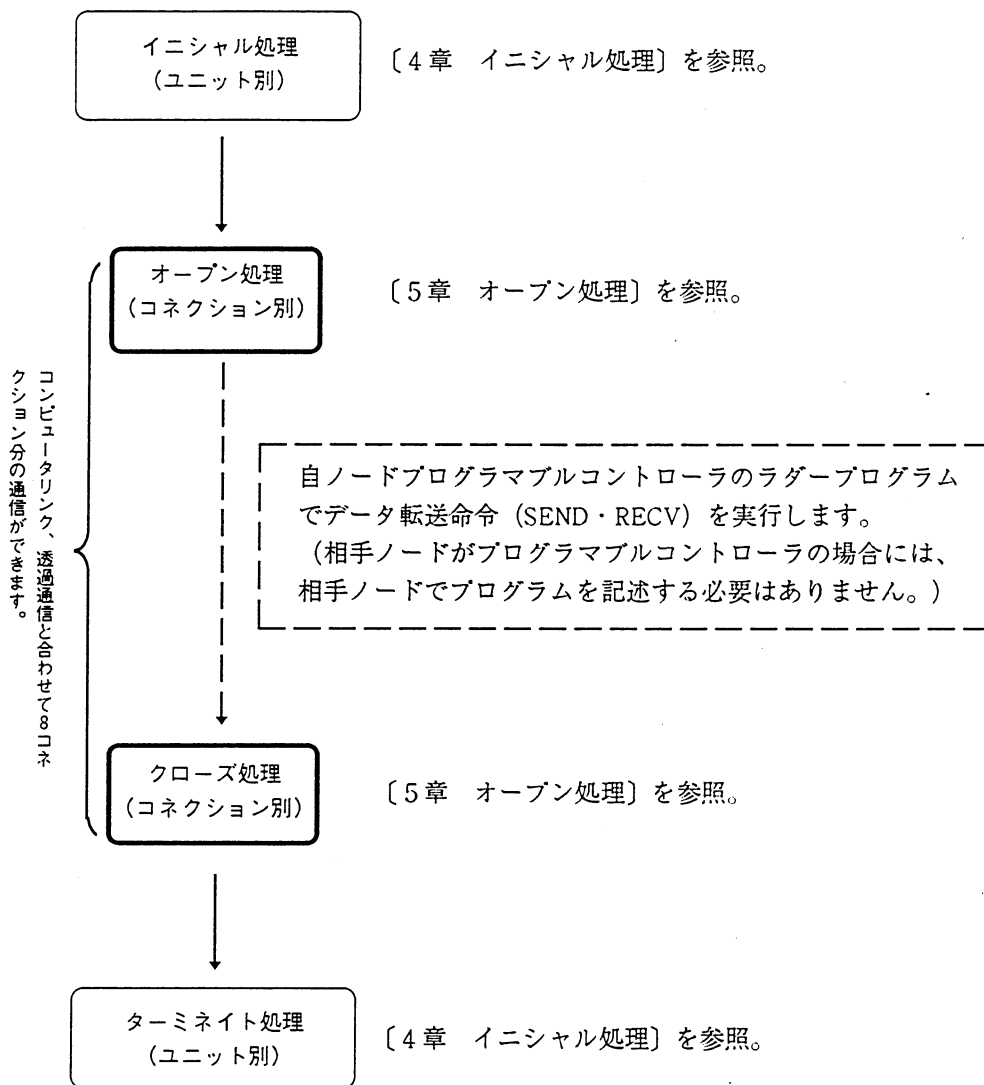 イニシャル処理
(ユニット別)
〔4章 イニシャル処理〕を参照。
オープン処理
(コネクション別)
〔5章 オープン処理〕を参照。
コンピュータリンク、透過通信と合わせて8コネ
クション分の通信ができます。
自ノードプログラマブルコントローラのラダープログラム
でデータ転送命令(SEND・RECV)を実行します。
(相手ノードがプログラマブルコントローラの場合には、
相手ノードでプログラムを記述する必要はありません。)
クローズ処理
(コネクション別)
〔5章 オープン処理〕を参照。
ターミネイト処理
(ユニット別)
〔4章 イニシャル処理〕を参照。